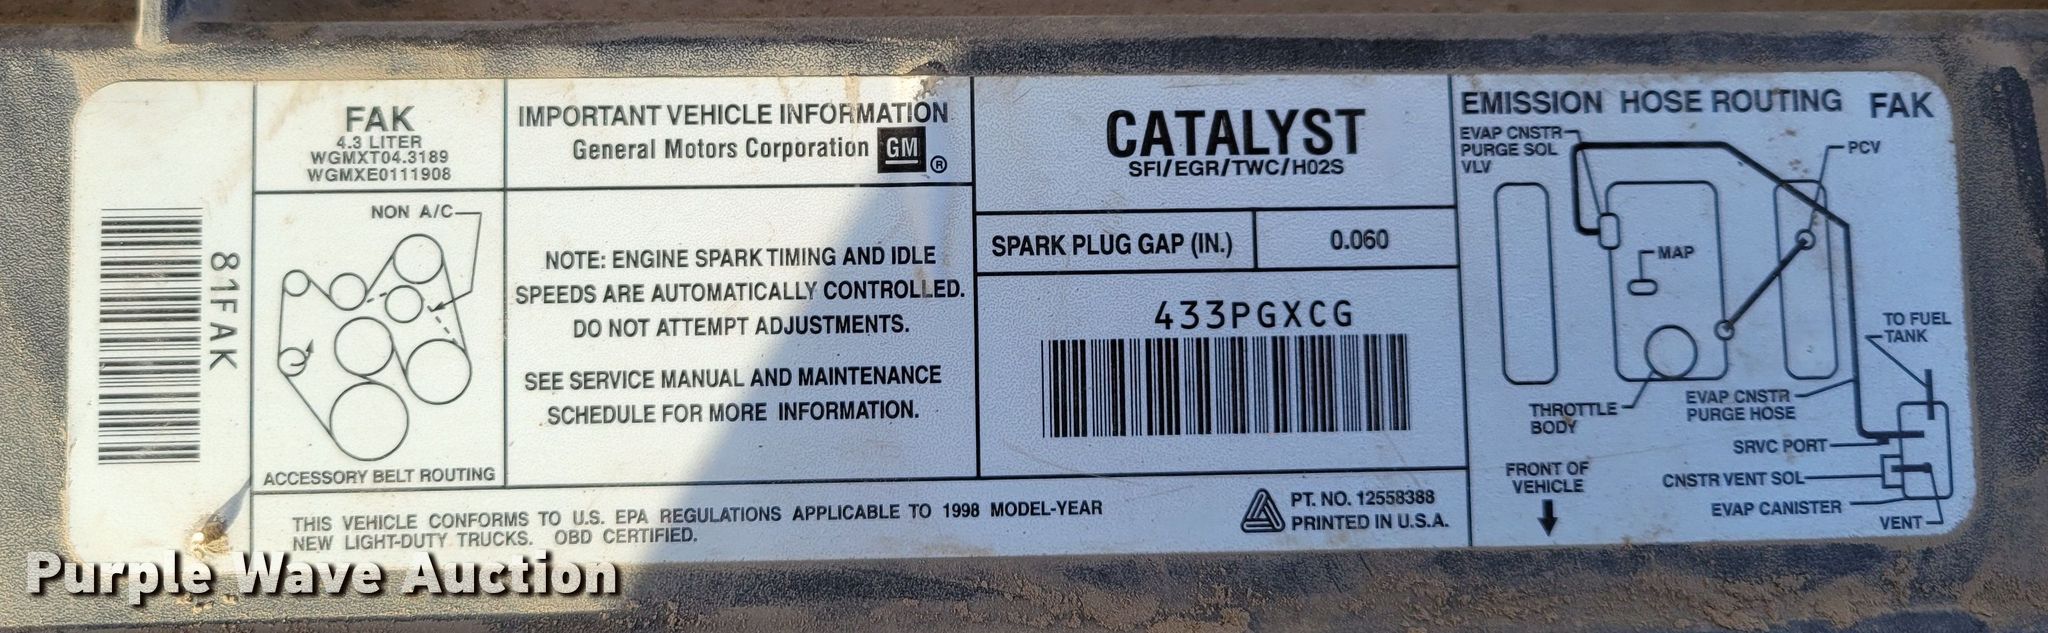 81FAK
FAK
4.3 LITER
WGMXT04.3189
WGMXE0111908
NON A/C
ACCESSORY BELT ROUTING
IMPORTANT VEHICLE INFORMATION
General Motors Corporation GM ®
NOTE: ENGINE SPARK TIMING AND IDLE
SPEEDS ARE AUTOMATICALLY CONTROLLED.
DO NOT ATTEMPT ADJUSTMENTS.
SEE SERVICE MANUAL AND MAINTENANCE
SCHEDULE FOR MORE INFORMATION.
CATALYST
SFI/EGR/TWC/HO2S
SPARK PLUG GAP (IN.) 0.060
433PGXCG
THIS VEHICLE CONFORMS TO U.S. EPA REGULATIONS APPLICABLE TO 1998 MODEL-YEAR
NEW LIGHT-DUTY TRUCKS. OBD CERTIFIED.
PT. NO. 12558388
PRINTED IN U.S.A.
EMISSION HOSE ROUTING FAK
EVAP CNSTR
PURGE SOL
VLV
PCV
MAP
TO FUEL
TANK
THROTTLE
BODY
EVAP CNSTR
PURGE HOSE
SRVC PORT
CNSTR VENT SOL
EVAP CANISTER
VENT
FRONT OF
VEHICLE
Purple Wave Auction